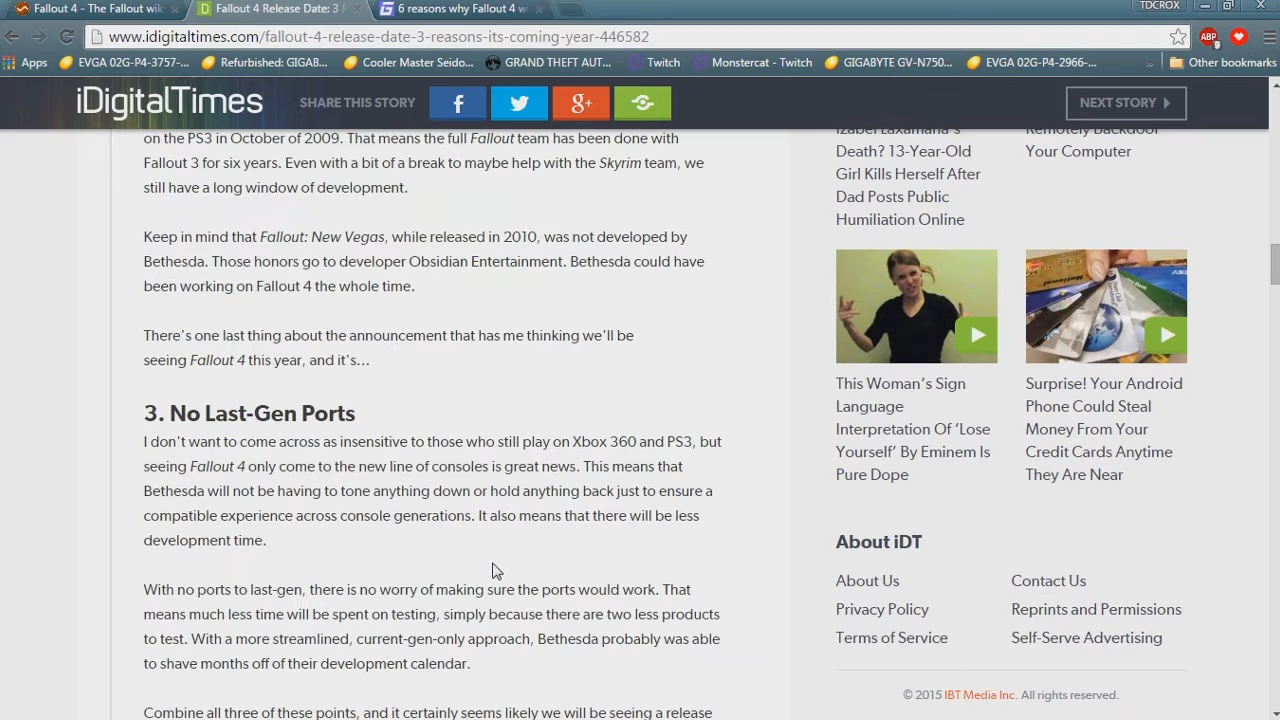 Fallout 4 - The Fallout wik
Fallout 4 Release Date: 3 F
6 reasons why Fallout 4 w
TDCROX
www.idigitaltimes.com/fallout-4-release-date-3-reasons-its-coming-year-446582
ABP
Apps
EVGA 02G-P4-3757-...
Refurbished: GIGAB...
Cooler Master Seido...
GRAND THEFT AUT...
Twitch
Monstercat - Twitch
GIGABYTE GV-N750...
EVGA 02G-P4-2966-...
»
Other bookmarks
iDigitalTimes
SHARE THIS STORY
NEXT STORY
on the PS3 in October of 2009. That means the full Fallout team has been done with
Fallout 3 for six years. Even with a bit of a break to maybe help with the Skyrim team, we
still have a long window of development.
Keep in mind that Fallout: New Vegas, while released in 2010, was not developed by
Bethesda. Those honors go to developer Obsidian Entertainment. Bethesda could have
been working on Fallout 4 the whole time.
There's one last thing about the announcement that has me thinking we'll be
seeing Fallout 4 this year, and it's...
3. No Last-Gen Ports
I don't want to come across as insensitive to those who still play on Xbox 360 and PS3, but
seeing Fallout 4 only come to the new line of consoles is great news. This means that
Bethesda will not be having to tone anything down or hold anything back just to ensure a
compatible experience across console generations. It also means that there will be less
development time.
With no ports to last-gen, there is no worry of making sure the ports would work. That
means much less time will be spent on testing, simply because there are two less products
to test. With a more streamlined, current-gen-only approach, Bethesda probably was able
to shave months off of their development calendar.
Combine all three of these points, and it certainly seems likely we will be seeing a release
Izabel Laxamana's
Death? 13-Year-Old
Girl Kills Herself After
Dad Posts Public
Humiliation Online
Remotely Backdoor
Your Computer
This Woman's Sign
Language
Interpretation Of 'Lose
Yourself' By Eminem Is
Pure Dope
Surprise! Your Android
Phone Could Steal
Money From Your
Credit Cards Anytime
They Are Near
About iDT
About Us
Contact Us
Privacy Policy
Reprints and Permissions
Terms of Service
Self-Serve Advertising
© 2015 IBT Media Inc. All rights reserved.